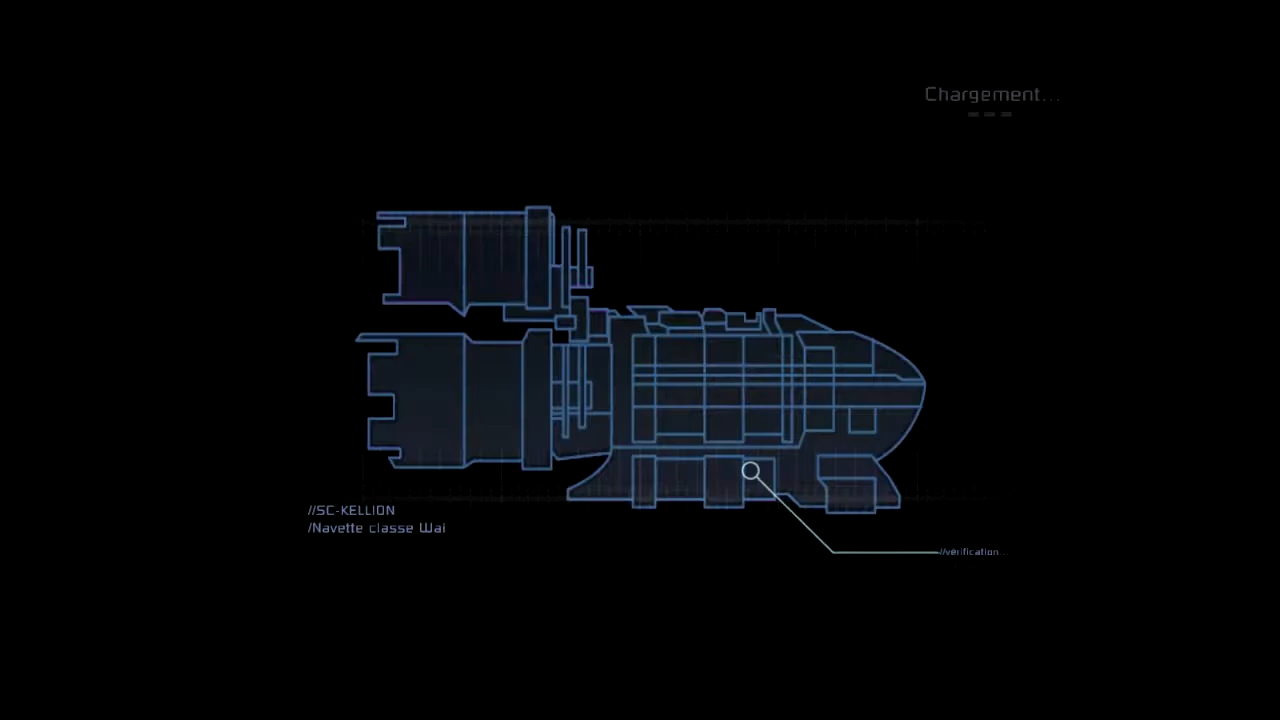 Chargement...
//SC-KELLION
/Navette classe Wai
//vérification...